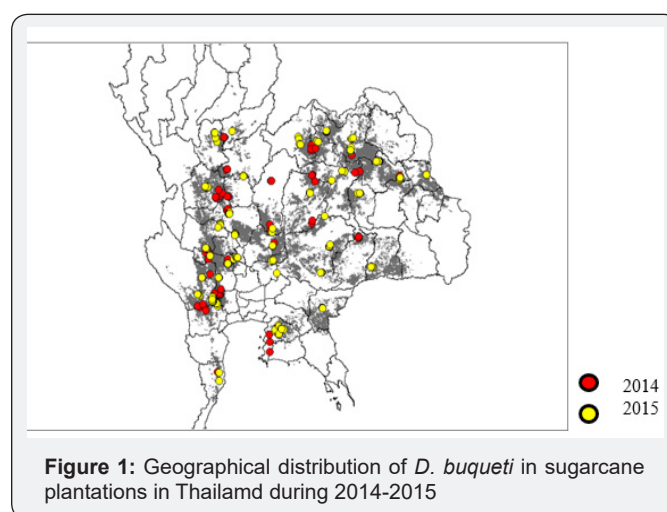 2014
2015
Figure 1: Geographical distribution of D. buqueti in sugarcane
plantations in Thailamd during 2014-2015